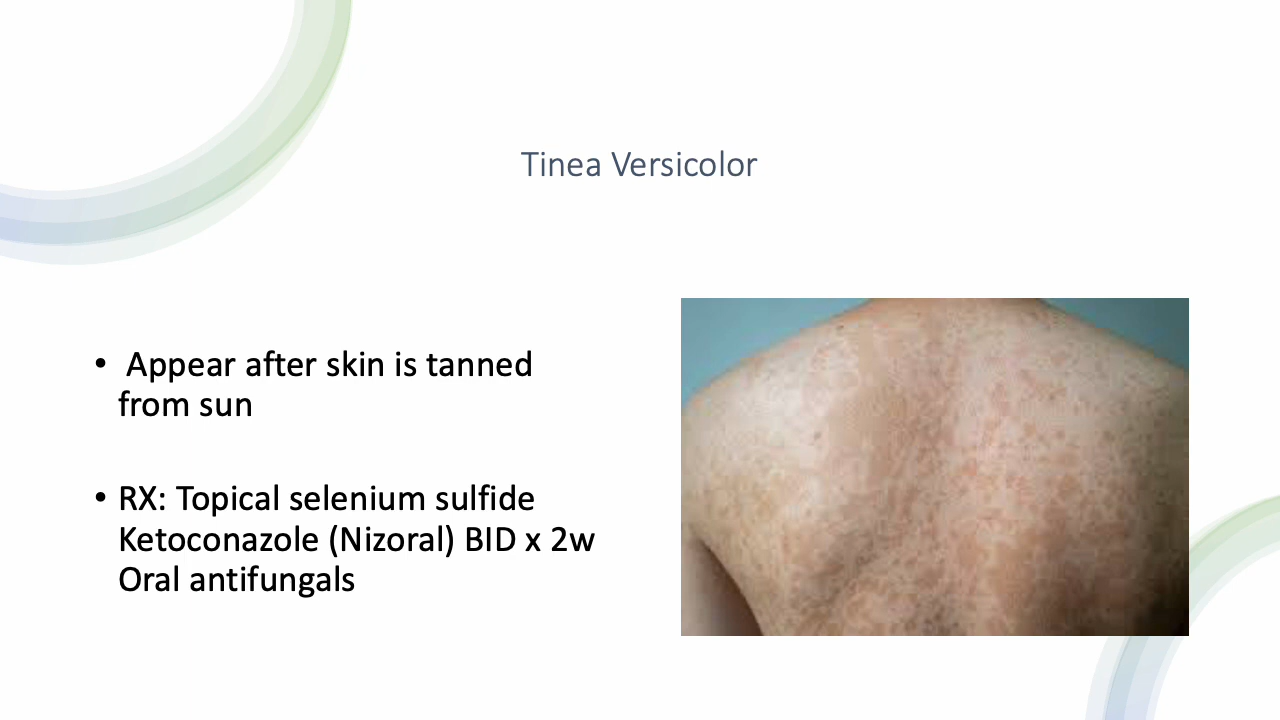 Tinea Versicolor
• Appear after skin is tanned
from sun
• RX: Topical selenium sulfide
Ketoconazole (Nizoral) BID x 2w
Oral antifungals